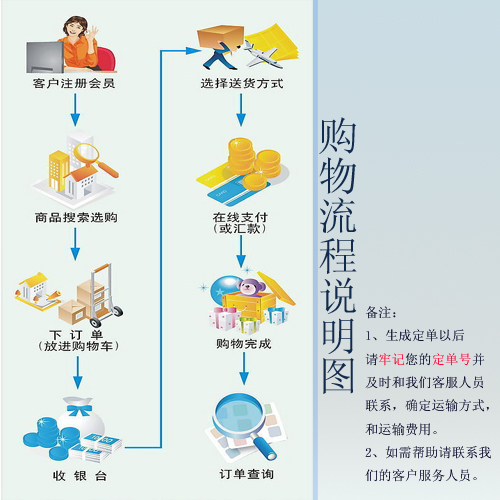 客户注册会员
商品搜索选购
下 订 单
(放进购物车)
收 银 台
选择送货方式
在线支付
(或汇款)
购物完成
订单查询
购物流程说明图
备注:
1、生成定单以后
请牢记您的定单号并
及时和我们客服人员
联系，确定运输方式，
和运输费用。
2、如需帮助请联系我
们的客户服务人员。